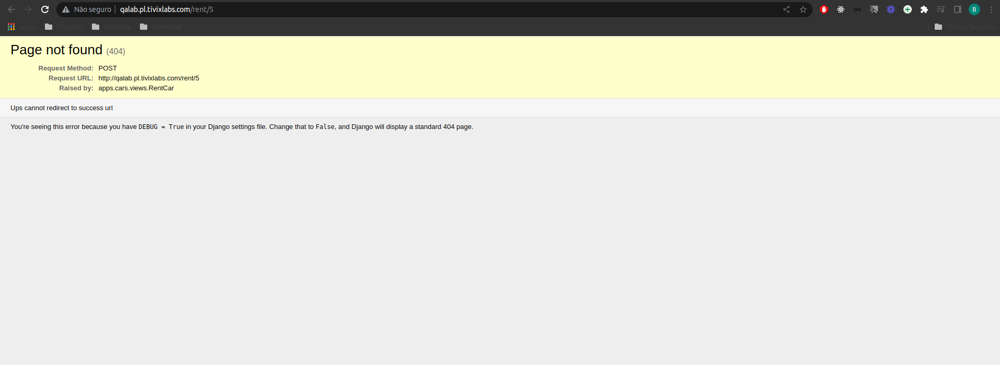 Não seguro | qalab.pl.tivixlabs.com/rent/5
B
Apps Projetos Farmácia Ribercred Outros favoritos
Page not found (404)
Request Method: POST
Request URL: http://qalab.pl.tivixlabs.com/rent/5
Raised by: apps.cars.views.RentCar
Ups cannot redirect to success url
You're seeing this error because you have DEBUG = True in your Django settings file. Change that to False, and Django will display a standard 404 page.